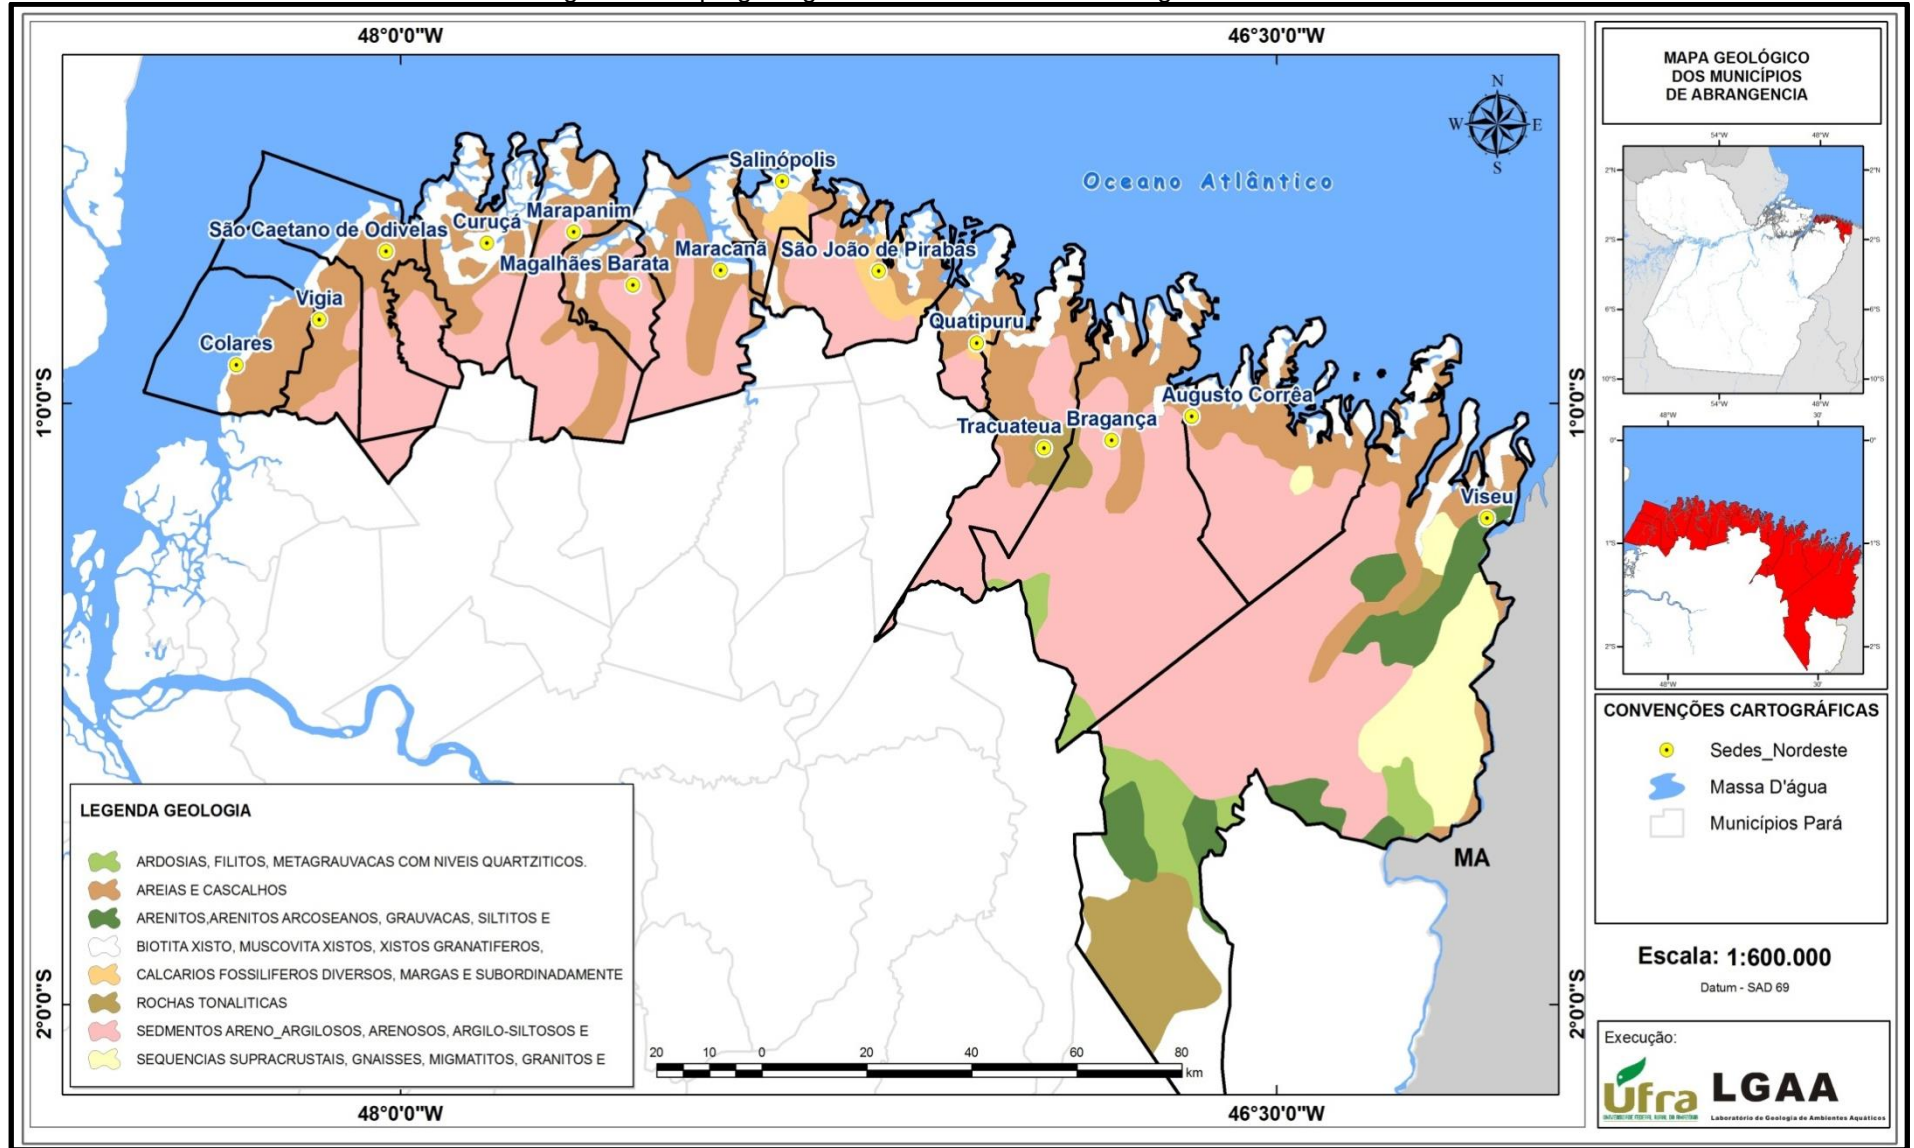 48°0'0"W
46°30'0"W
N
W
E
S
Oceano Atlântico
Salinópolis
São Caetano de Odivelas
Curuçá
Marapanim
Maracanã
São João de Pirabas
Magalhães Barata
Vigia
Quatipuru
Colares
Augusto Corrêa
Bragança
Tracuateua
Viseu
MA
1°0'0"S
1°0'0"S
2°0'0"S
2°0'0"S
LEGENDA GEOLOGIA
ARDOSIAS, FILITOS, METAGRAUVACAS COM NIVEIS QUARTZITICOS.
AREIAS E CASCALHOS
ARENITOS,ARENITOS ARCOSEANOS, GRAUVACAS, SILTITOS E
BIOTITA XISTO, MUSCOVITA XISTOS, XISTOS GRANATIFEROS,
CALCARIOS FOSSILIFEROS DIVERSOS, MARGAS E SUBORDINADAMENTE
ROCHAS TONALITICAS
SEDMENTOS ARENO_ARGILOSOS, ARENOSOS, ARGILO-SILTOSOS E
SEQUENCIAS SUPRACRUSTAIS, GNAISSES, MIGMATITOS, GRANITOS E
20 10 0 20 40 60 80
km
48°0'0"W
46°30'0"W
MAPA GEOLÓGICO
DOS MUNICÍPIOS
DE ABRANGENCIA
54°W 48°W
2°N 2°N
2°S 2°S
6°S 6°S
10°S 10°S
54°W
48°W 30'
0° 0°
1°S 1°S
2°S 2°S
48°W 30'
CONVENÇÕES CARTOGRÁFICAS
Sedes_Nordeste
Massa D'água
Municípios Pará
Escala: 1:600.000
Datum - SAD 69
Execução:
Ufra
UNIVERSIDADE FEDERAL RURAL DA AMAZÔNIA
LGAA
Laboratório de Geologia de Ambientes Aquáticos